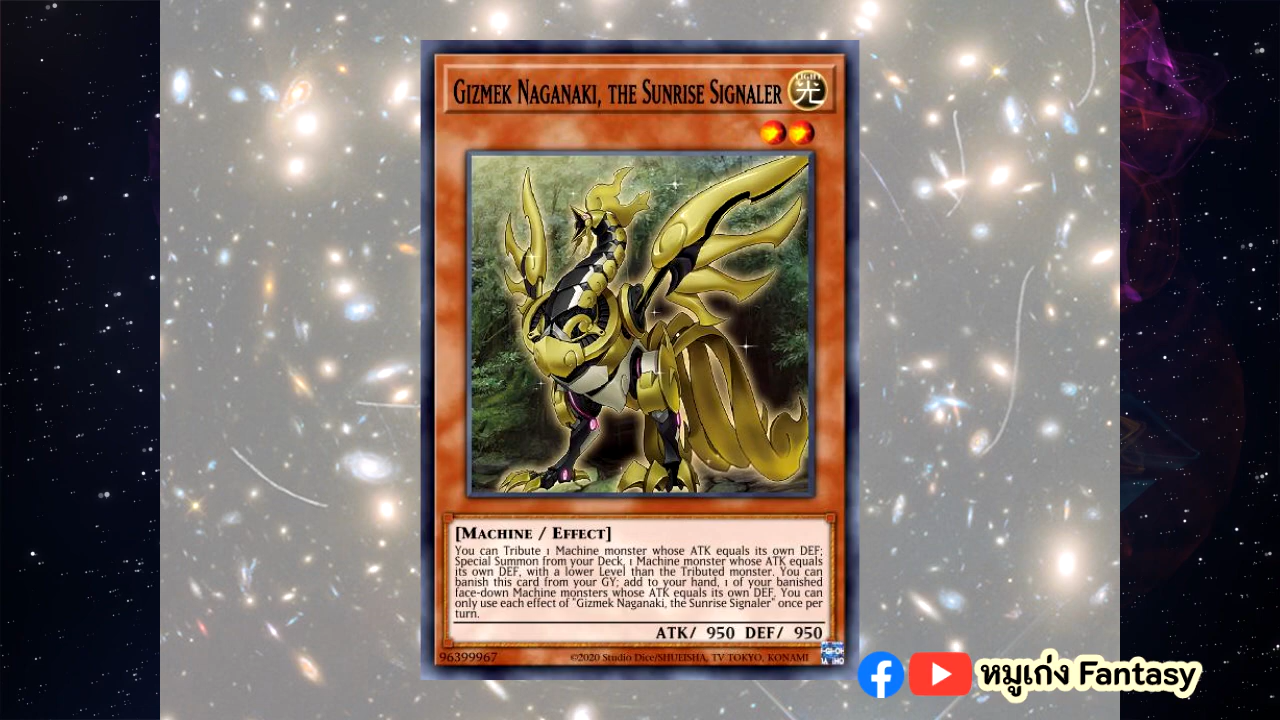 GIZMEK NAGANAKI, THE SUNRISE SIGNALER
LIGHT
光
[MACHINE / EFFECT]
You can Tribute 1 Machine monster whose ATK equals its own DEF;
Special Summon from your Deck, 1 Machine monster whose ATK equals
its own DEF, with a lower Level than the Tributed monster. You can
banish this card from your GY; add to your hand, 1 of your banished
face-down Machine monsters whose ATK equals its own DEF. You can
only use each effect of "Gizmek Naganaki, the Sunrise Signaler" once per
turn.
ATK/ 950 DEF/ 950
96399967 ©2020 Studio Dice/SHUEISHA, TV TOKYO, KONAMI
หมูเก่ง Fantasy